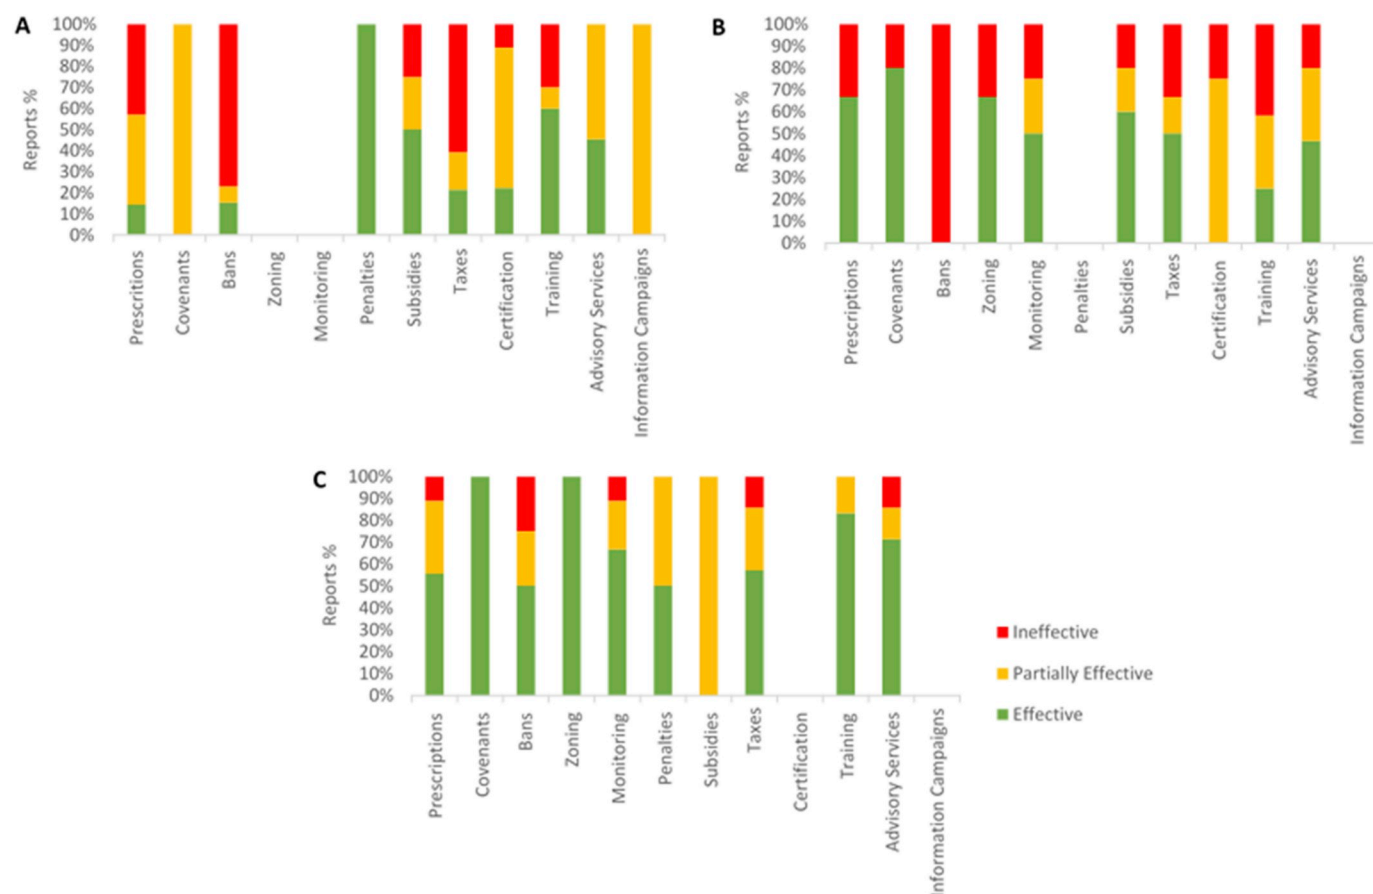 A
Reports %
100%
90%
80%
70%
60%
50%
40%
30%
20%
10%
0%
Prescritions
Covenants
Bans
Zoning
Monitoring
Penalties
Subsidies
Taxes
Certification
Training
Advisory Services
Information Campaigns
B
Reports %
100%
90%
80%
70%
60%
50%
40%
30%
20%
10%
0%
Prescriptions
Covenants
Bans
Zoning
Monitoring
Penalties
Subsidies
Taxes
Certification
Training
Advisory Services
Information Campaigns
C
Reports %
100%
90%
80%
70%
60%
50%
40%
30%
20%
10%
0%
Prescriptions
Covenants
Bans
Zoning
Monitoring
Penalties
Subsidies
Taxes
Certification
Training
Advisory Services
Information Campaigns
Ineffective
Partially Effective
Effective